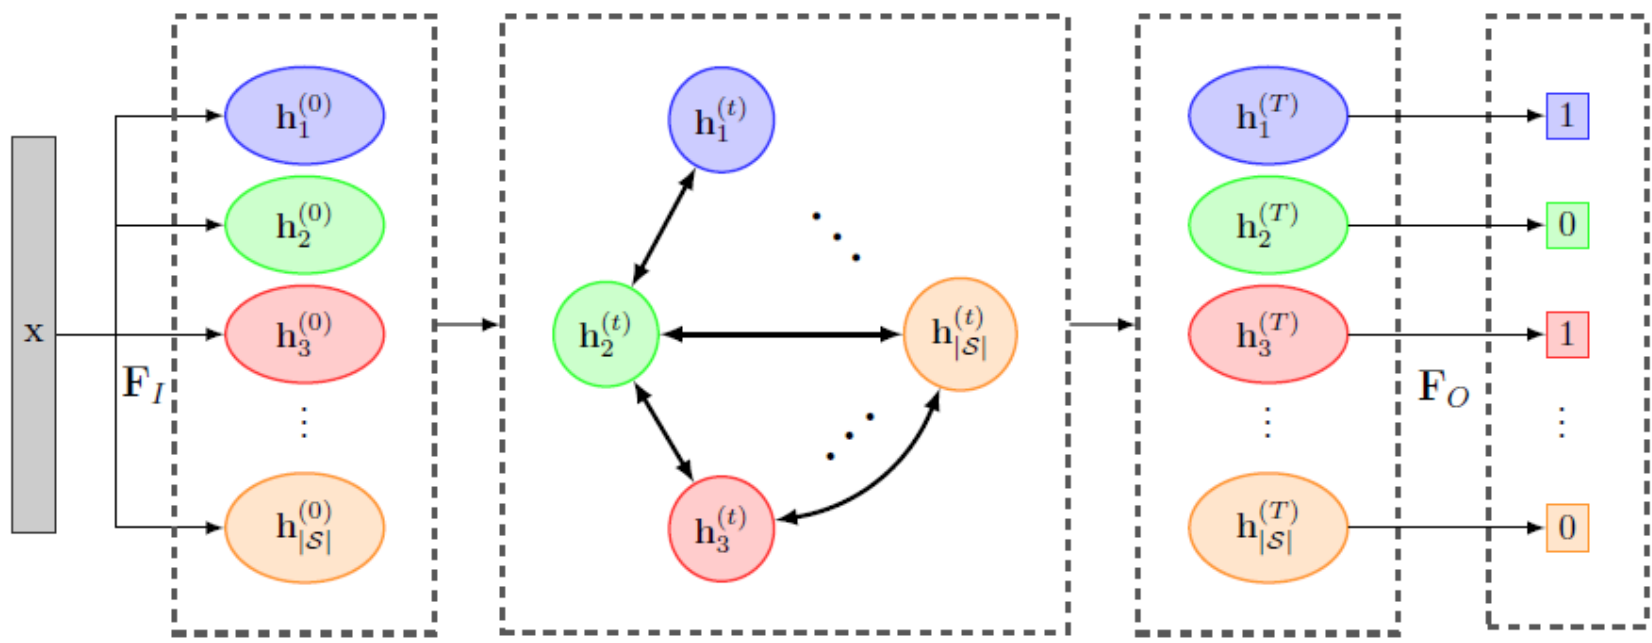 x
F_I
h_1^{(0)}
h_2^{(0)}
h_3^{(0)}
⋮
h_{|𝒮|}^{(0)}
h_1^{(t)}
h_2^{(t)}
h_{|𝒮|}^{(t)}
h_3^{(t)}
h_1^{(T)}
h_2^{(T)}
h_3^{(T)}
⋮
h_{|𝒮|}^{(T)}
F_O
1
0
1
⋮
0